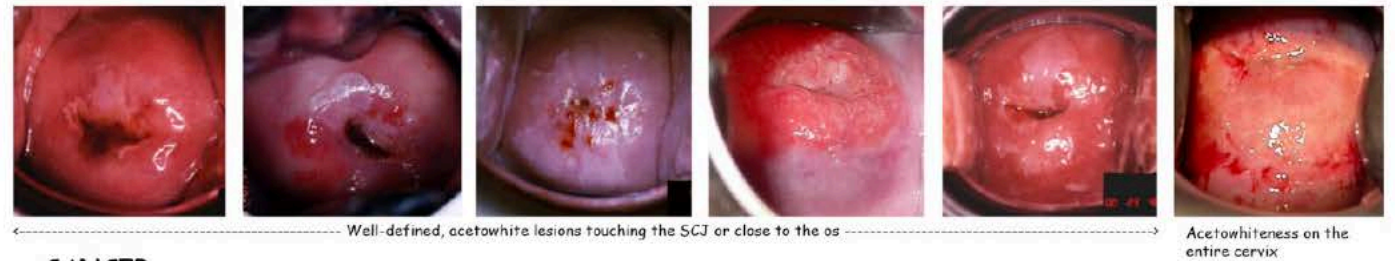 Well-defined, acetowhite lesions touching the SCJ or close to the os
Acetowhiteness on the
entire cervix